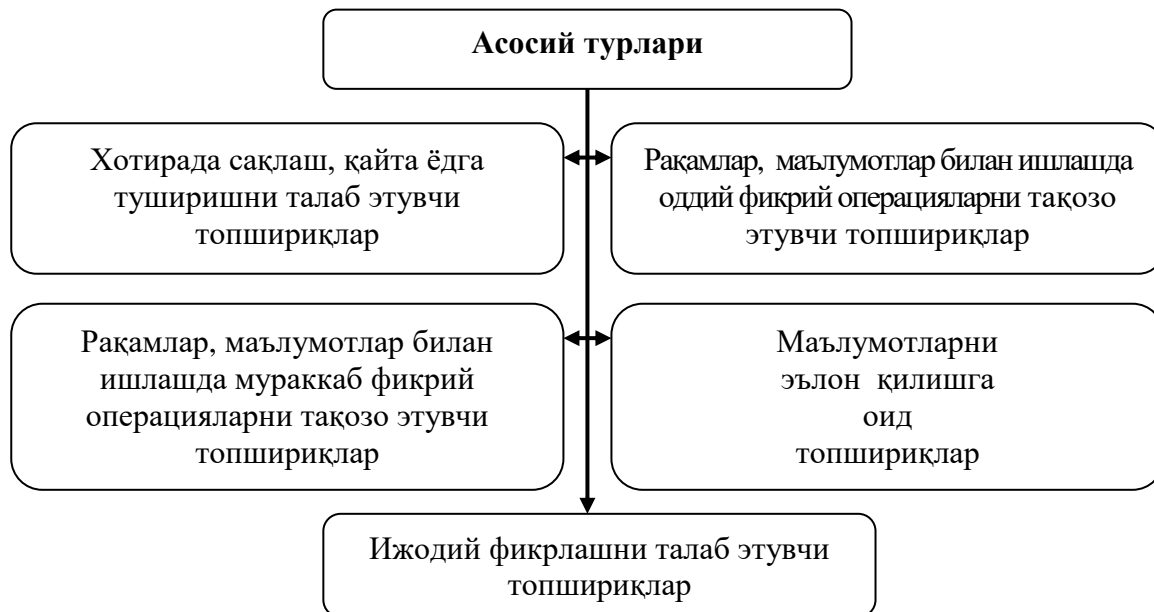 Асосий турлари
Хотирада сақлаш, қайта ёдга
туширишни талаб этувчи
топшириқлар
Рақамлар, маълумотлар билан ишлашда
оддий фикрий операцияларни тақозо
этувчи топшириқлар
Рақамлар, маълумотлар билан
ишлашда мураккаб фикрий
операцияларни тақозо этувчи
топшириқлар
Маълумотларни
эълон қилишга
оид
топшириқлар
Ижодий фикрлашни талаб этувчи
топшириқлар